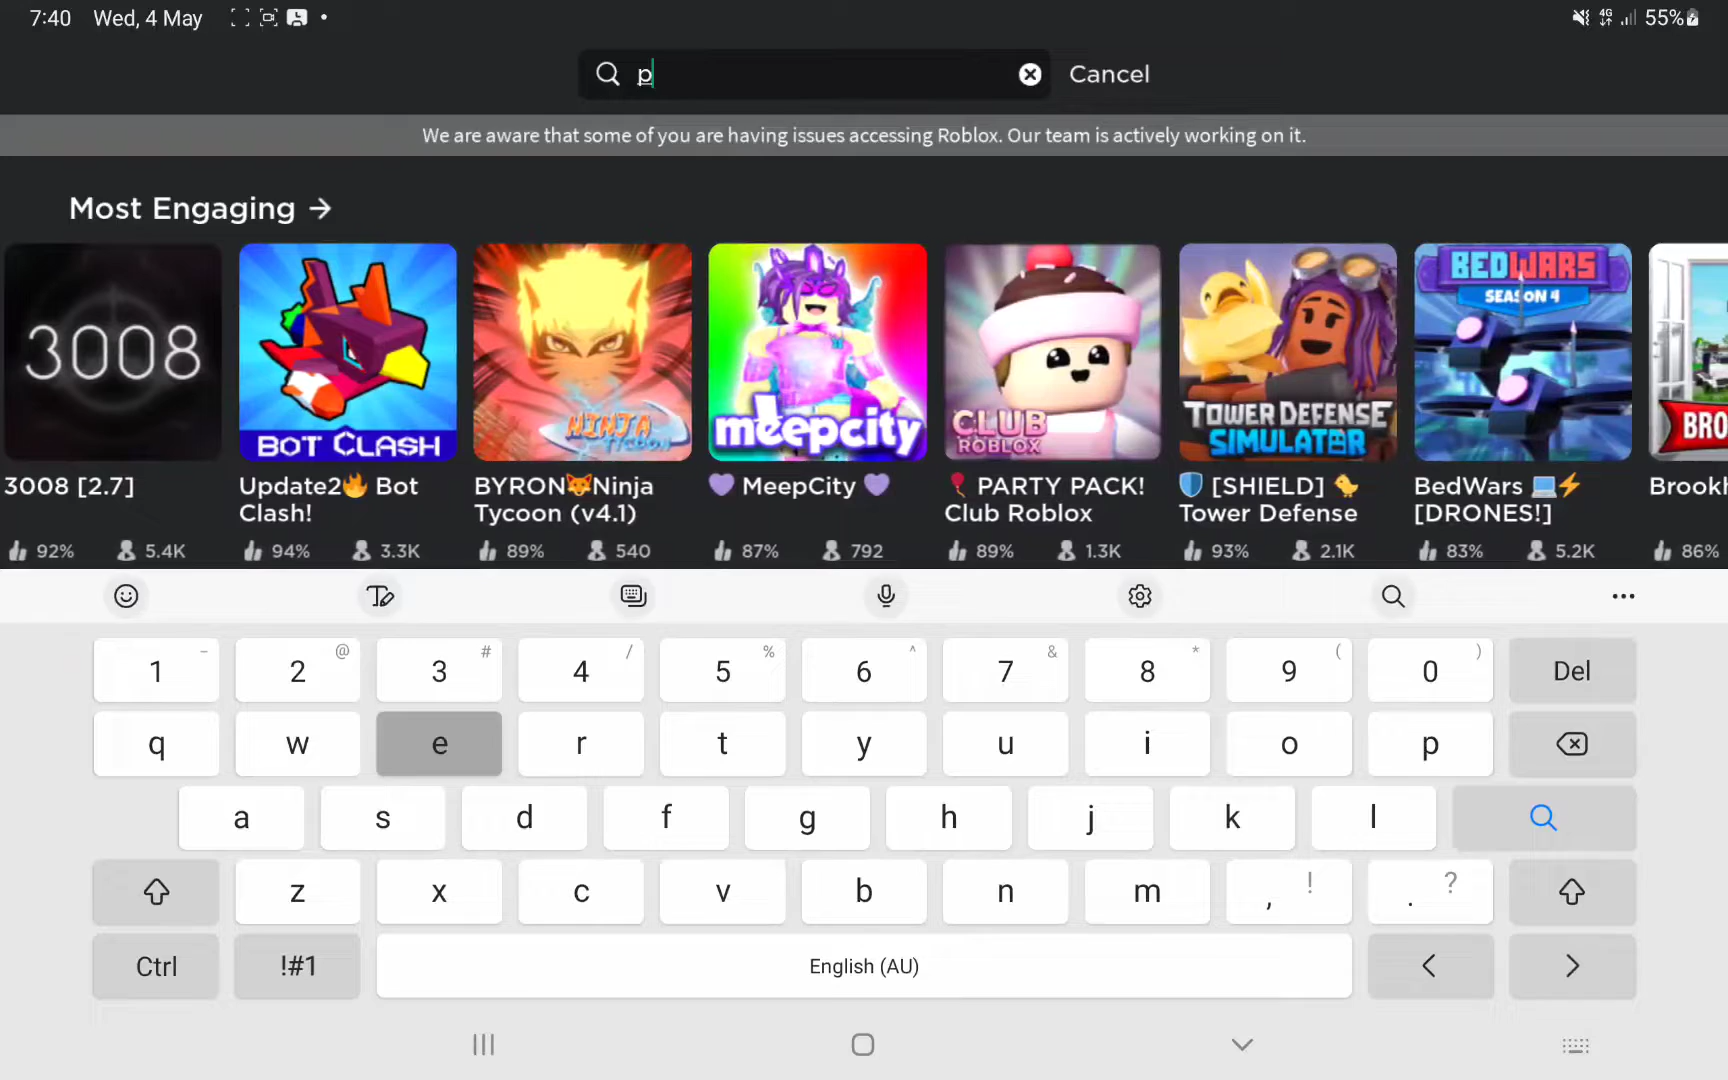 7:40 Wed, 4 May 4G 55%
p Cancel
We are aware that some of you are having issues accessing Roblox. Our team is actively working on it.
Most Engaging →
3008
BOT CLASH
NINJA
meepcity
CLUB
ROBLOX
TOWER DEFENSE
SIMULATOR
BEDWARS
SEASON 4
BRO
3008 [2.7]
Update2🔥 Bot
Clash!
BYRON🦊Ninja
Tycoon (v4.1)
💜 MeepCity 💜
🎈 PARTY PACK!
Club Roblox
🛡️ [SHIELD] 🐤
Tower Defense
BedWars 💻⚡
[DRONES!]
Brookh
92% 5.4K 94% 3.3K 89% 540 87% 792 89% 1.3K 93% 2.1K 83% 5.2K 86%
1 - 2 @ 3 # 4 / 5 % 6 ^ 7 & 8 * 9 ( 0 ) Del
q w e r t y u i o p
a s d f g h j k l
z x c v b n m , ! . ?
Ctrl !#1 English (AU) < >